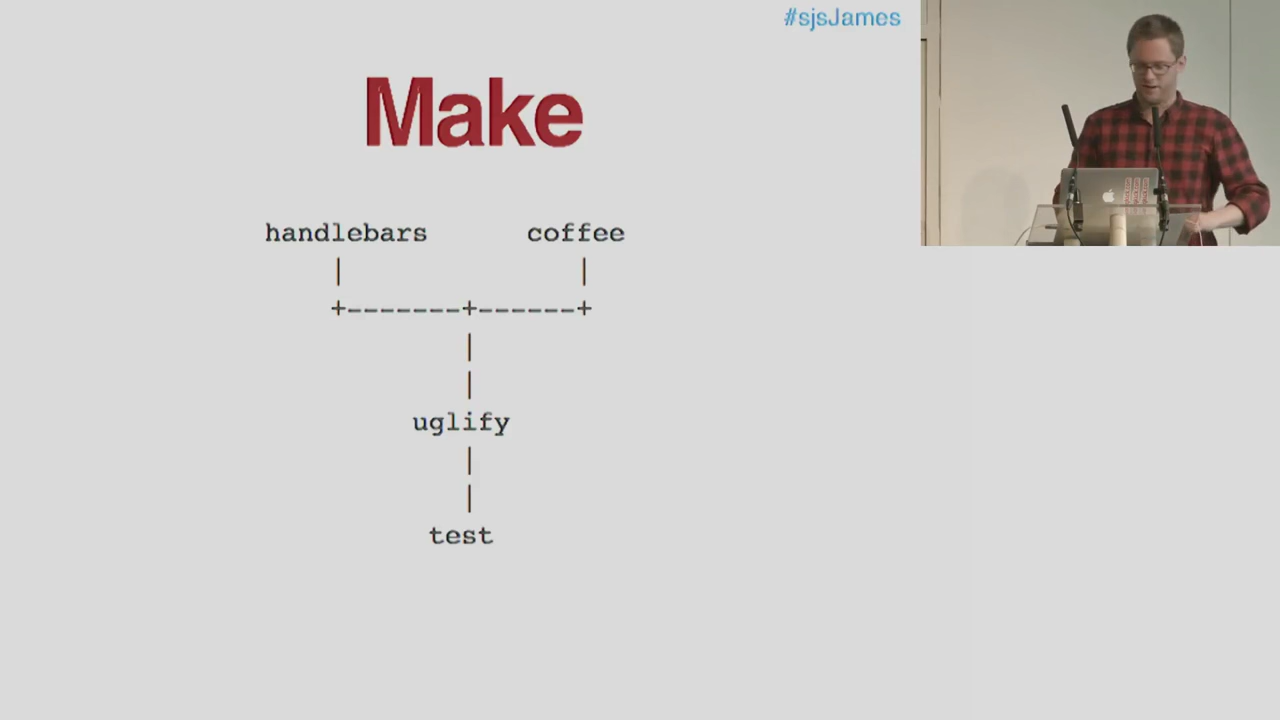 #sjsJames
Make
handlebars coffee
|               |
+-------+------+
|
|
uglify
|
|
test